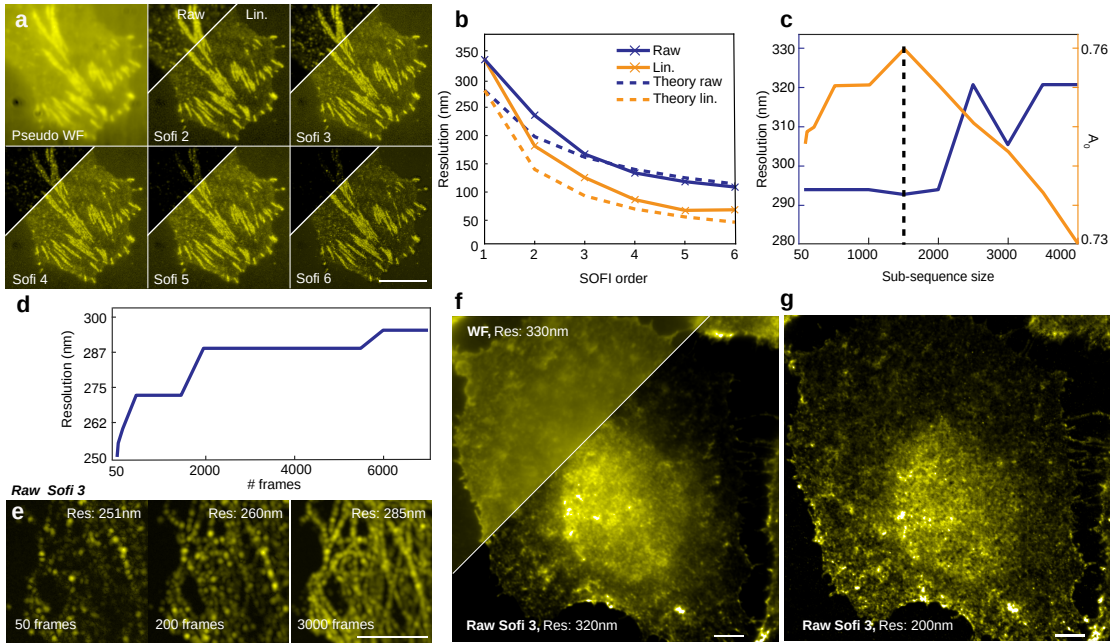 a
Raw Lin.
Pseudo WF
Sofi 2
Sofi 3
Sofi 4
Sofi 5
Sofi 6
b
Resolution (nm)
350
300
250
200
150
100
50
0
Raw
Lin.
Theory raw
Theory lin.
1 2 3 4 5 6
SOFI order
c
Resolution (nm)
330
320
310
300
290
280
0.76
A₀
0.73
50 1000 2000 3000 4000
Sub-sequence size
d
Resolution (nm)
300
287
275
262
250
50 2000 4000 6000
# frames
Raw Sofi 3
e
Res: 251nm
50 frames
Res: 260nm
200 frames
Res: 285nm
3000 frames
f
WF, Res: 330nm
Raw Sofi 3, Res: 320nm
g
Raw Sofi 3, Res: 200nm